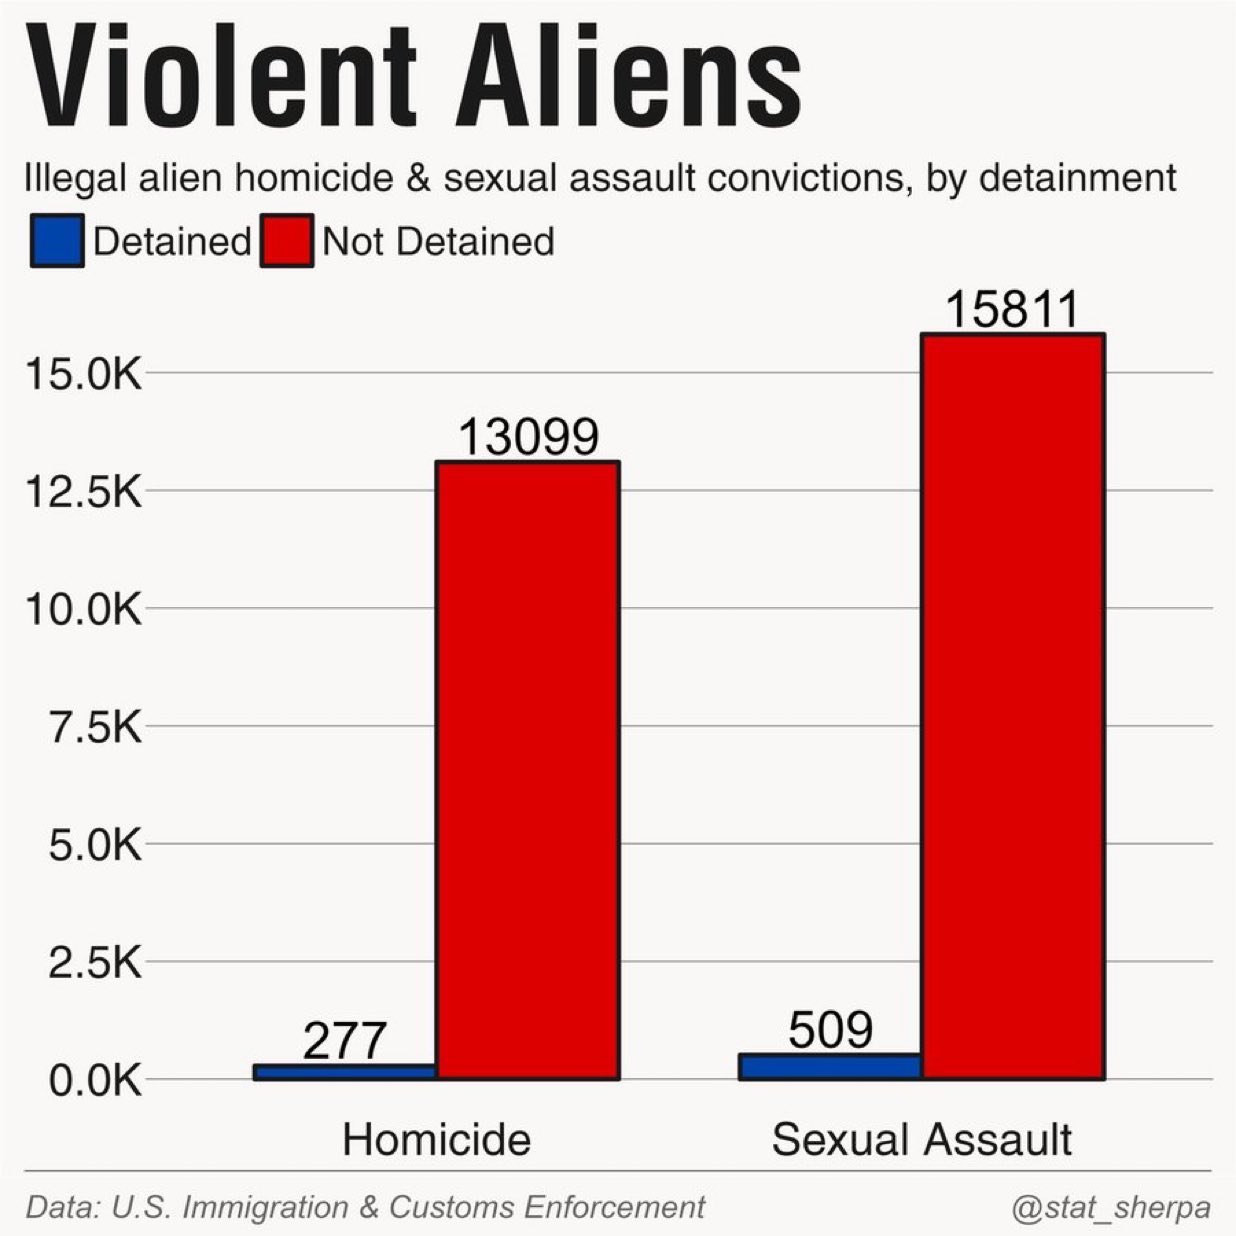 Violent Aliens
Illegal alien homicide & sexual assault convictions, by detainment
Detained Not Detained
15811
15.0K
13099
12.5K
10.0K
7.5K
5.0K
2.5K
277
509
0.0K
Homicide Sexual Assault
Data: U.S. Immigration & Customs Enforcement @stat_sherpa